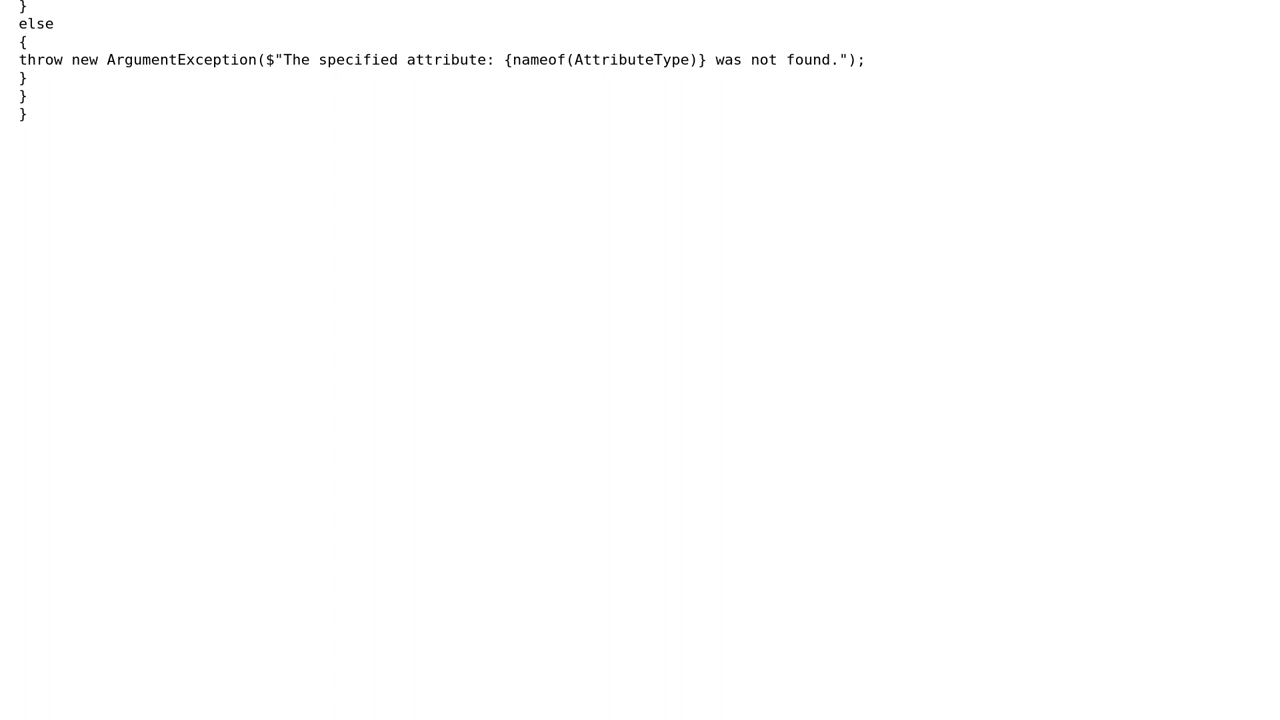 }
else
{
throw new ArgumentException($"The specified attribute: {nameof(AttributeType)} was not found.");
}
}
}